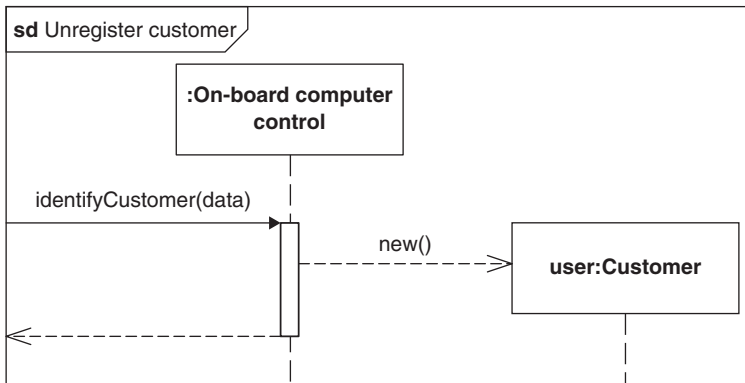 sd Unregister customer
:On-board computer
control
identifyCustomer(data)
new()
user:Customer